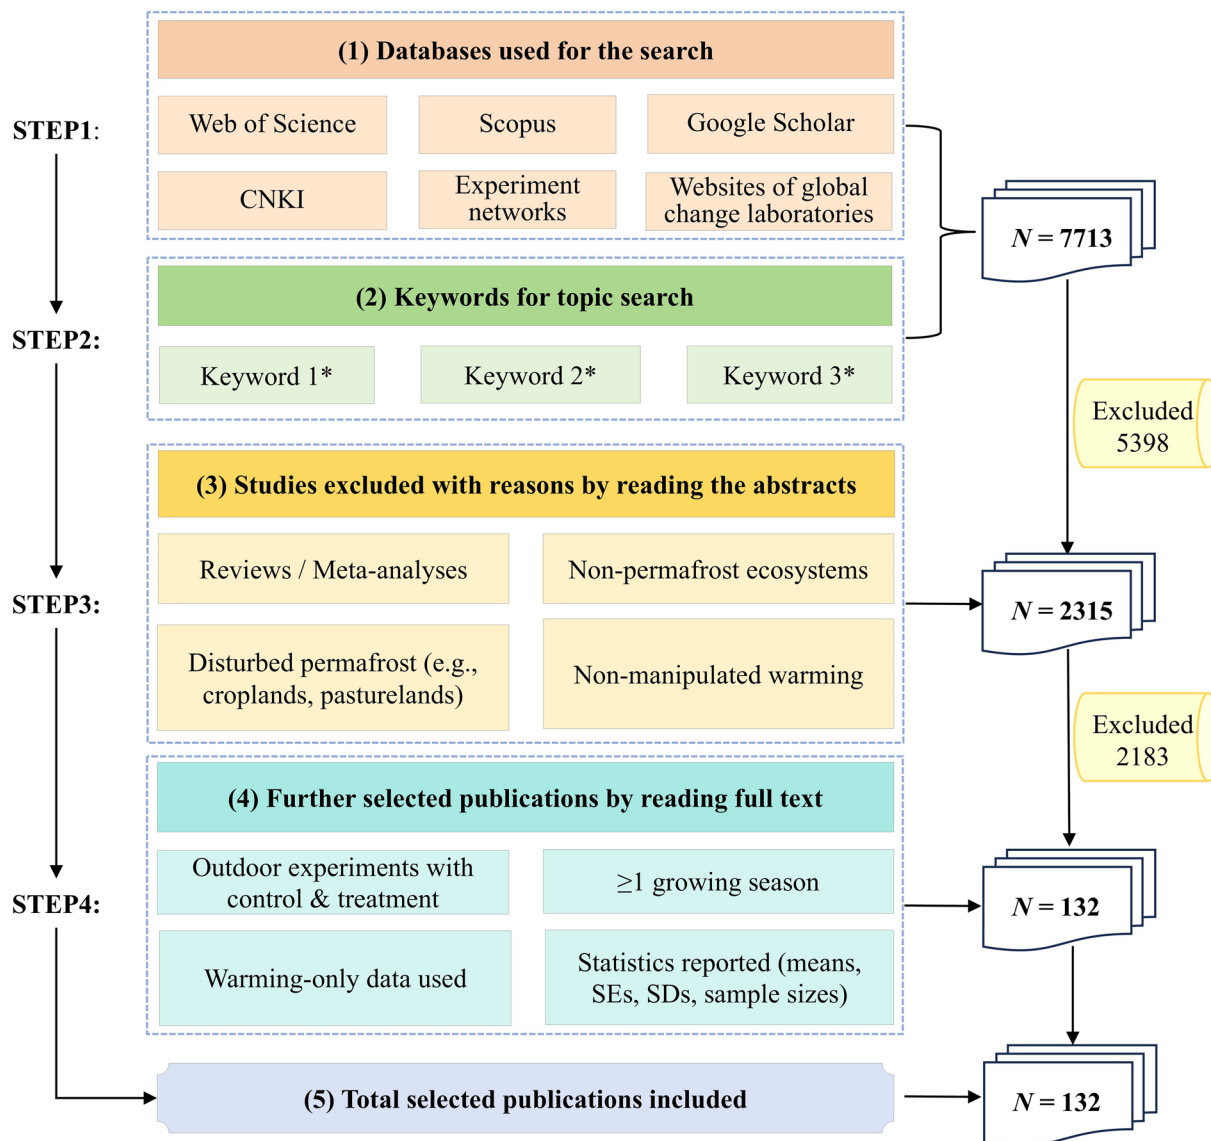 (1) Databases used for the search
STEP1:
Web of Science
Scopus
Google Scholar
CNKI
Experiment
networks
Websites of global
change laboratories
N = 7713
(2) Keywords for topic search
STEP2:
Keyword 1*
Keyword 2*
Keyword 3*
Excluded
5398
(3) Studies excluded with reasons by reading the abstracts
Reviews / Meta-analyses
Non-permafrost ecosystems
STEP3:
N = 2315
Disturbed permafrost (e.g.,
croplands, pasturelands)
Non-manipulated warming
Excluded
2183
(4) Further selected publications by reading full text
Outdoor experiments with
control & treatment
≥1 growing season
STEP4:
N = 132
Warming-only data used
Statistics reported (means,
SEs, SDs, sample sizes)
(5) Total selected publications included
N = 132